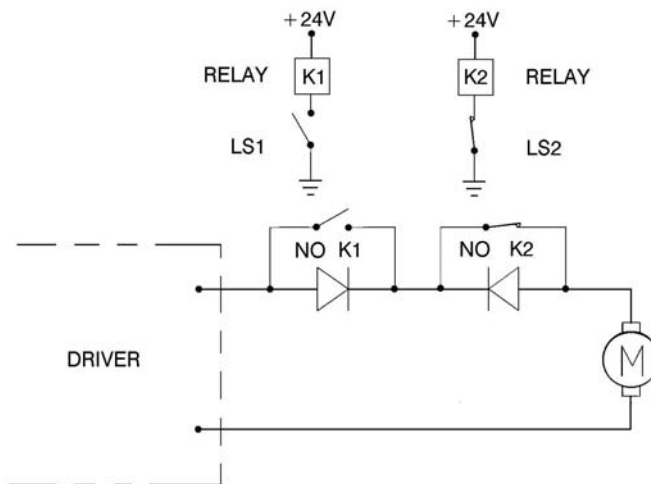 +24V +24V
RELAY K1 K2 RELAY
LS1 LS2
NO K1 NO K2
DRIVER M